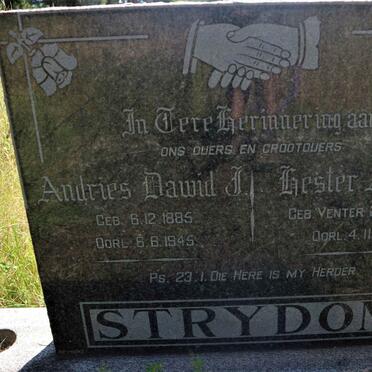 In Tere Herinnering aan
ONS OUERS EN GROOTOUERS
Andries Dawid J. Hester
GEB. 6.12.1885 GEB VENTER
OORL. 6.6.1945. OORL. 4.11
Ps. 23.1. DIE HERE IS MY HERDER
STRYDOM